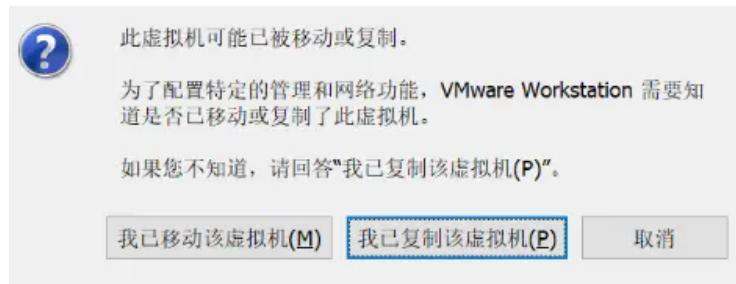 此虚拟机可能已被移动或复制。
为了配置特定的管理和网络功能，VMware Workstation 需要知
道是否已移动或复制了此虚拟机。
如果您不知道，请回答“我已复制该虚拟机(P)”。
我已移动该虚拟机(M)
我已复制该虚拟机(P)
取消